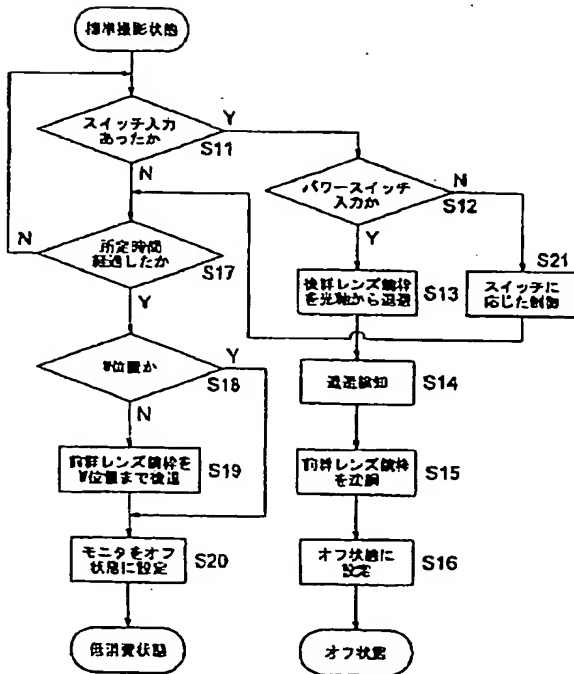 標準撮影状態
スイッチ入力
あったか
Y
S11
N
パワースイッチ
入力か
N
S12
Y
所定時間
経過したか
N
S17
Y
後群レンズ鏡枠
を光軸から退避
S13
S21
スイッチに
応じた制御
W位置か
Y
S18
N
退避検知
S14
前群レンズ鏡枠を
W位置まで後退
S19
前群レンズ鏡枠
を沈胴
S15
モニタをオフ
状態に設定
S20
オフ状態に
設定
S16
低消費状態
オフ状態